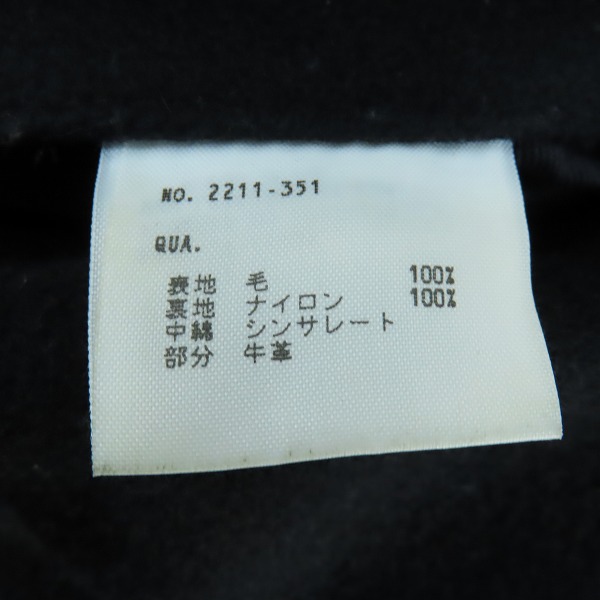 NO. 2211-351
QUA.
表地 毛 100%
裏地 ナイロン 100%
中綿 シンサレート
部分 牛革